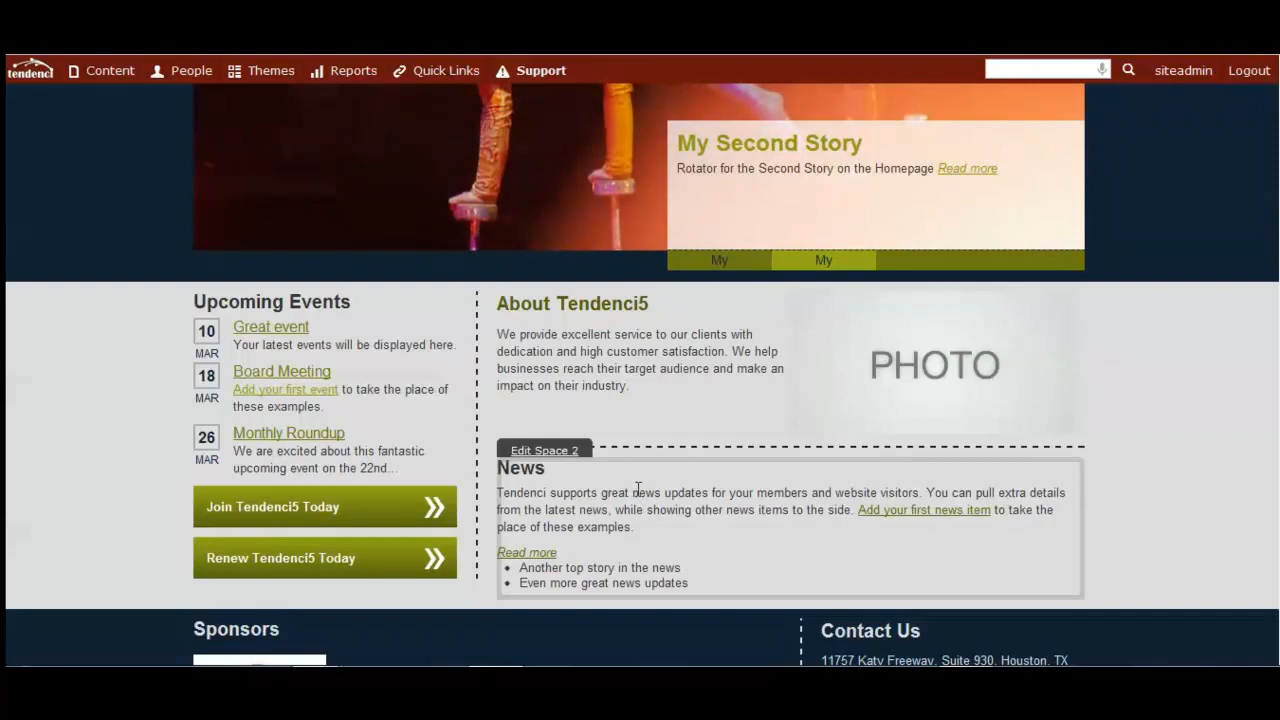 tendenci Content People Themes Reports Quick Links Support siteadmin Logout
My Second Story
Rotator for the Second Story on the Homepage Read more
My My
Upcoming Events
10 MAR
Great event
Your latest events will be displayed here.
18 MAR
Board Meeting
Add your first event to take the place of
these examples.
26 MAR
Monthly Roundup
We are excited about this fantastic
upcoming event on the 22nd...
Join Tendenci5 Today
Renew Tendenci5 Today
About Tendenci5
We provide excellent service to our clients with
dedication and high customer satisfaction. We help
businesses reach their target audience and make an
impact on their industry.
PHOTO
Edit Space 2
News
Tendenci supports great news updates for your members and website visitors. You can pull extra details
from the latest news, while showing other news items to the side. Add your first news item to take the
place of these examples.
Read more
Another top story in the news
Even more great news updates
Sponsors
Contact Us
11757 Katy Freeway, Suite 930, Houston, TX